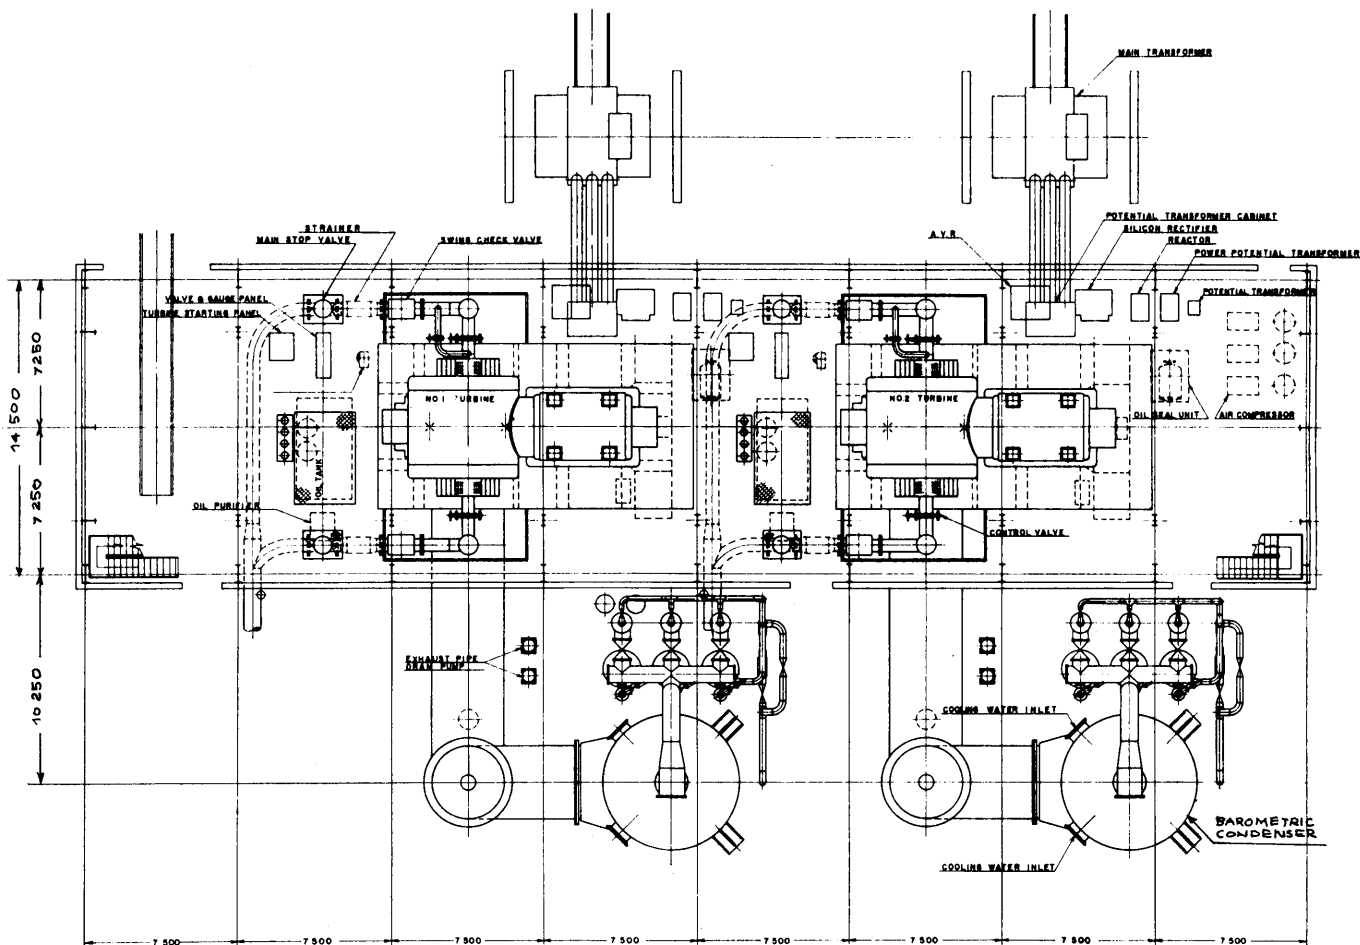 MAIN TRANSFORMER
POTENTIAL TRANSFORMER CABINET
SILICON RECTIFIER
REACTOR
POWER POTENTIAL TRANSFORMER
POTENTIAL TRANSFORMER
A.V.R
STRAINER
MAIN STOP VALVE
SWING CHECK VALVE
VALVE & GAUGE PANEL
TURBINE STARTING PANEL
7250
14 500
7 250
10 250
NO.1 TURBINE
NO.2 TURBINE
OIL SEAL UNIT
AIR COMPRESSOR
OIL TANK
OIL PURIFIER
CONTROL VALVE
EXHAUST PIPE
DRAIN PUMP
COOLING WATER INLET
BAROMETRIC
CONDENSER
COOLING WATER INLET
7 500
7 500
7 500
7 500
7 500
7 500
7 500
7 500